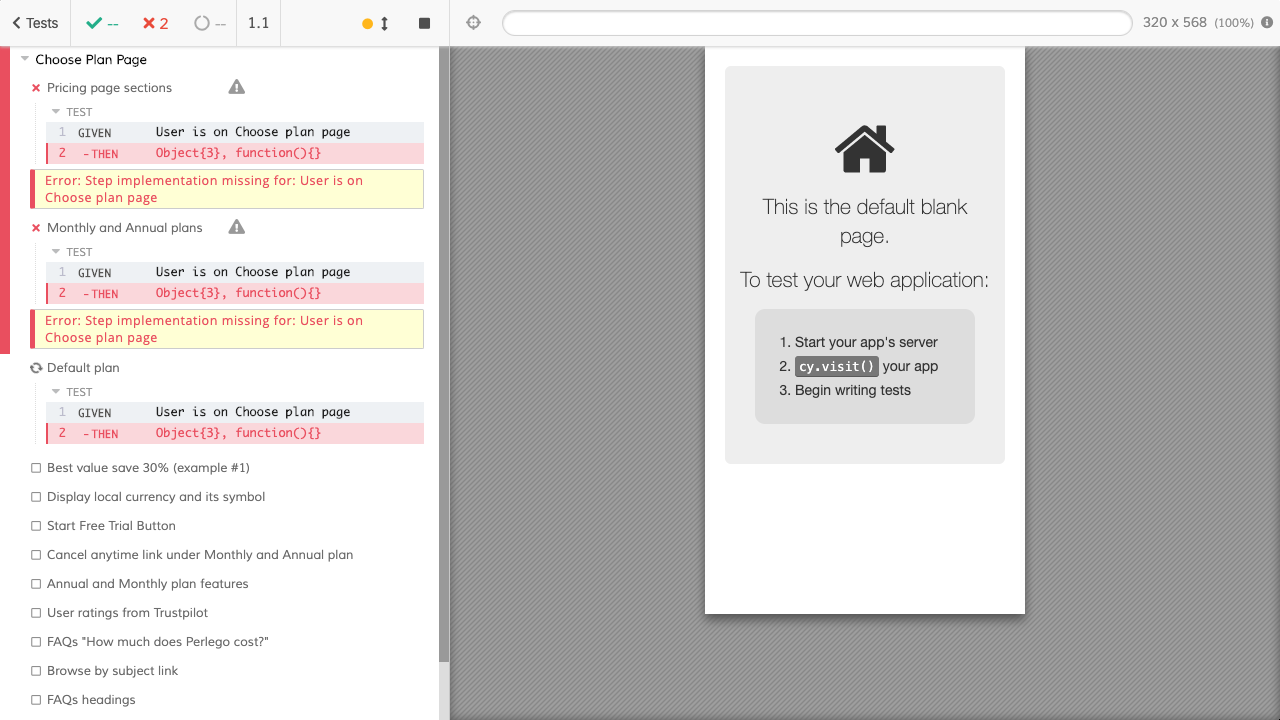 Tests
--
2
--
1.1
320 x 568 (100%)
Choose Plan Page
Pricing page sections
TEST
1 GIVEN User is on Choose plan page
2 -THEN Object{3}, function(){}
Error: Step implementation missing for: User is on
Choose plan page
Monthly and Annual plans
TEST
1 GIVEN User is on Choose plan page
2 -THEN Object{3}, function(){}
Error: Step implementation missing for: User is on
Choose plan page
Default plan
TEST
1 GIVEN User is on Choose plan page
2 -THEN Object{3}, function(){}
Best value save 30% (example #1)
Display local currency and its symbol
Start Free Trial Button
Cancel anytime link under Monthly and Annual plan
Annual and Monthly plan features
User ratings from Trustpilot
FAQs "How much does Perlego cost?"
Browse by subject link
FAQs headings
This is the default blank
page.
To test your web application:
1. Start your app's server
2. cy.visit() your app
3. Begin writing tests